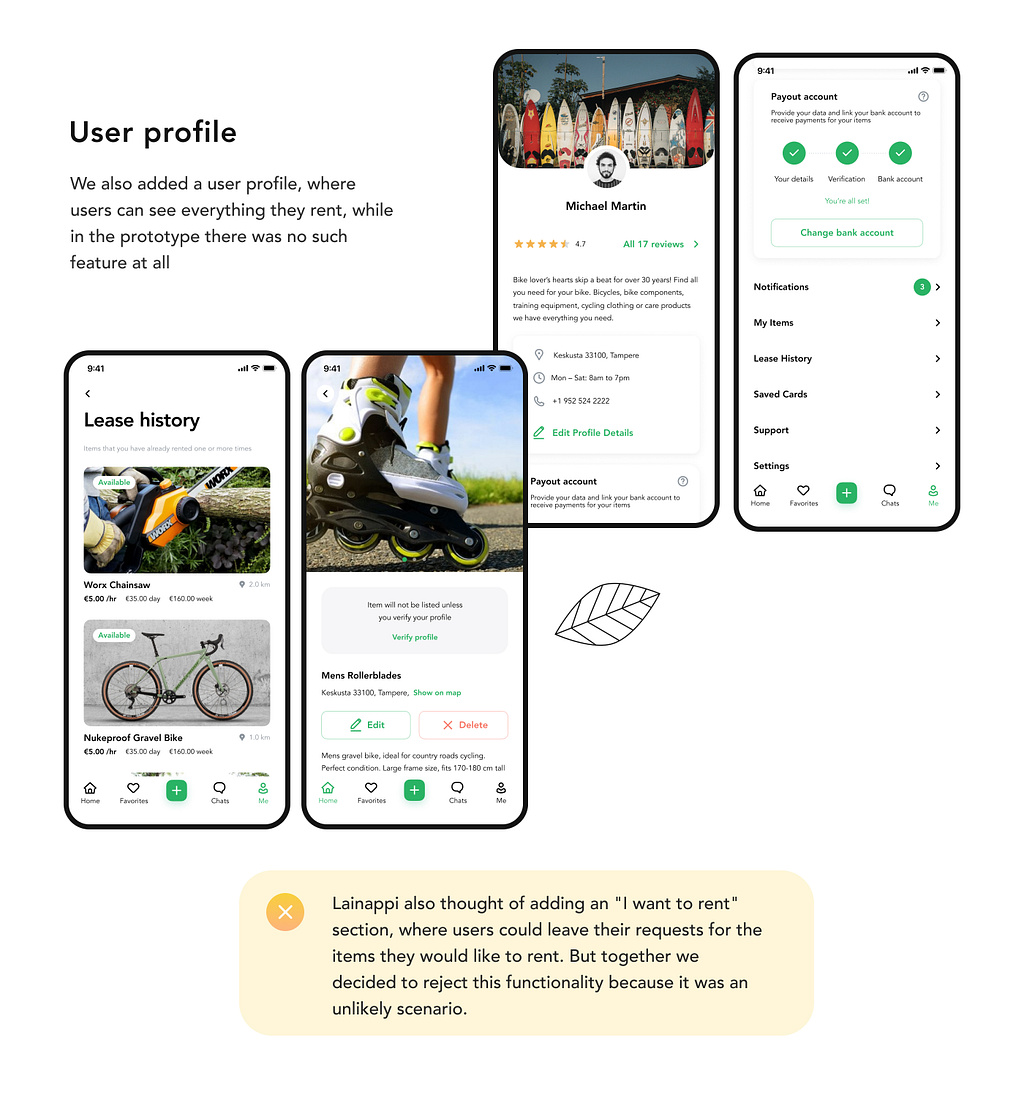 User profile
We also added a user profile, where
users can see everything they rent, while
in the prototype there was no such
feature at all
Michael Martin
4.7
All 17 reviews
Bike lover's hearts skip a beat for over 30 years! Find all
you need for your bike. Bicycles, bike components,
training equipment, cycling clothing or care products
we have everything you need.
Keskusta 33100, Tampere
Mon – Sat: 8am to 7pm
+1 952 524 2222
Edit Profile Details
Payout account
Provide your data and link your bank account to
receive payments for your items
9:41
Payout account
Provide your data and link your bank account to
receive payments for your items
Your details
Verification
Bank account
You're all set!
Change bank account
Notifications
3
My Items
Lease History
Saved Cards
Support
Settings
Home
Favorites
Chats
Me
9:41
Lease history
Items that you have already rented one or more times
Available
WORX
WORX
Worx Chainsaw
2.0 km
€5.00 /hr €35.00 day €160.00 week
Available
Nukeproof Gravel Bike
1.0 km
€5.00 /hr €35.00 day €160.00 week
Home
Favorites
Chats
Me
9:41
Item will not be listed unless
you verify your profile
Verify profile
Mens Rollerblades
Keskusta 33100, Tampere, Show on map
Edit
Delete
Mens gravel bike, ideal for country roads cycling.
Perfect condition. Large frame size, fits 170-180 cm tall
Home
Favorites
Chats
Me
Lainappi also thought of adding an "I want to rent"
section, where users could leave their requests for the
items they would like to rent. But together we
decided to reject this functionality because it was an
unlikely scenario.